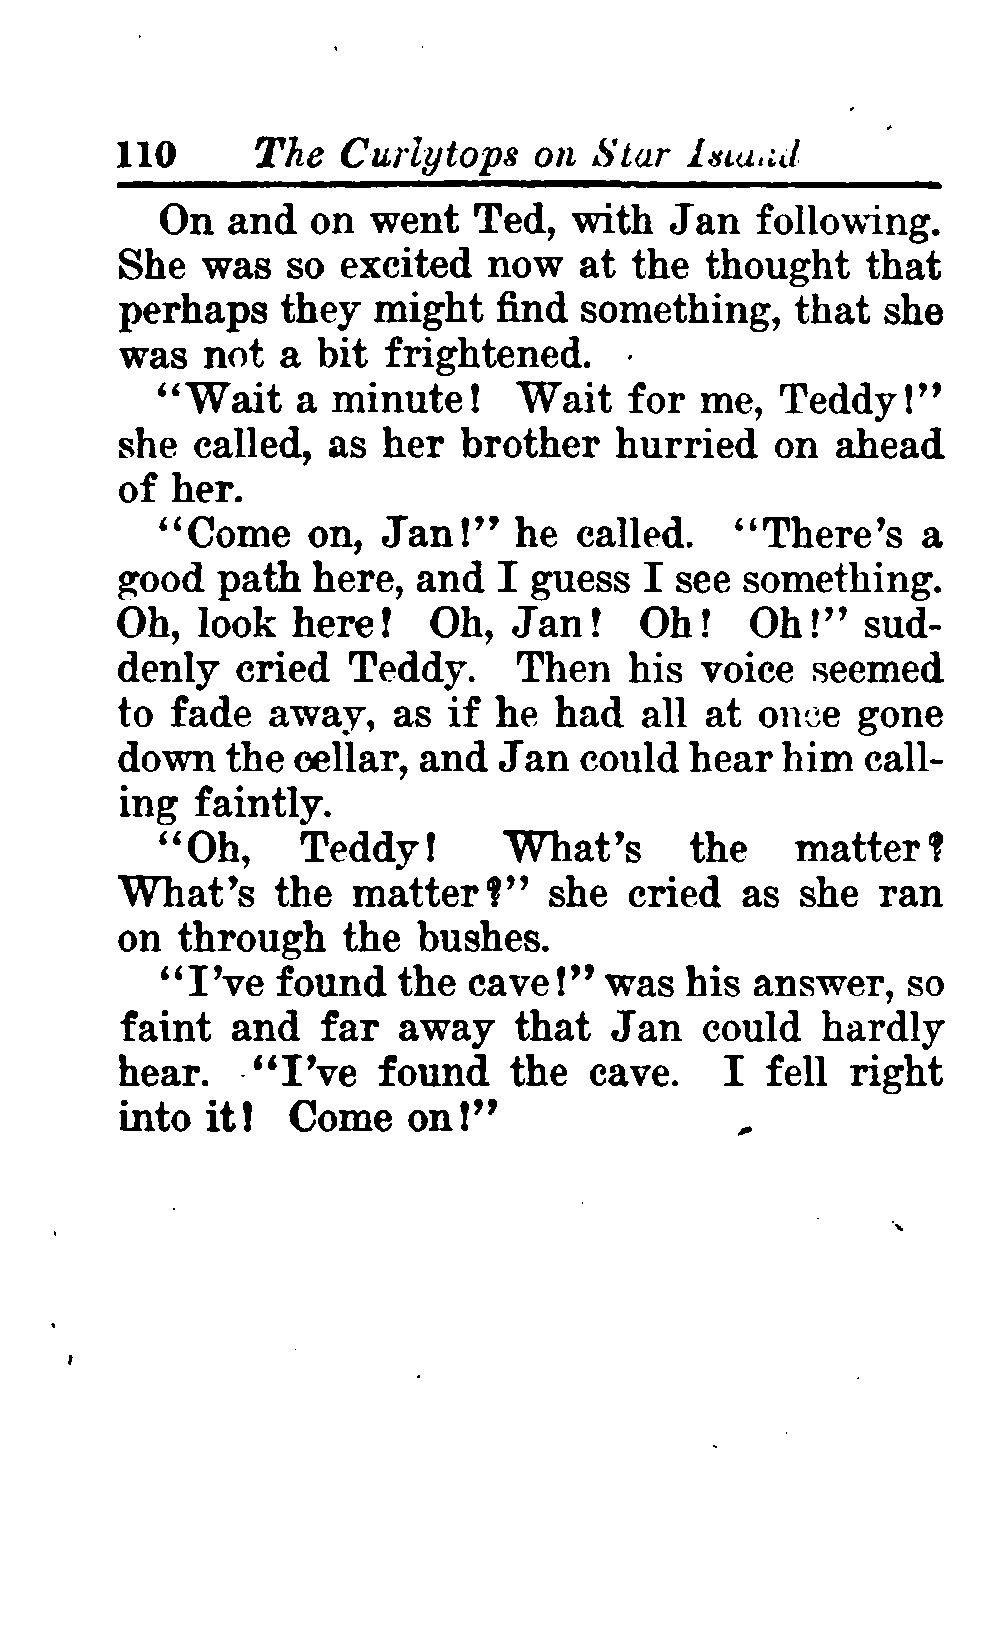 110 The Curlytops on Star Island
On and on went Ted, with Jan following.
She was so excited now at the thought that
perhaps they might find something, that she
was not a bit frightened.
“Wait a minute! Wait for me, Teddy!”
she called, as her brother hurried on ahead
of her.
“Come on, Jan!” he called. “There’s a
good path here, and I guess I see something.
Oh, look here! Oh, Jan! Oh! Oh!” sud-
denly cried Teddy. Then his voice seemed
to fade away, as if he had all at once gone
down the cellar, and Jan could hear him call-
ing faintly.
“Oh, Teddy! What’s the matter?
What’s the matter?” she cried as she ran
on through the bushes.
“I’ve found the cave!” was his answer, so
faint and far away that Jan could hardly
hear. “I’ve found the cave. I fell right
into it! Come on!”